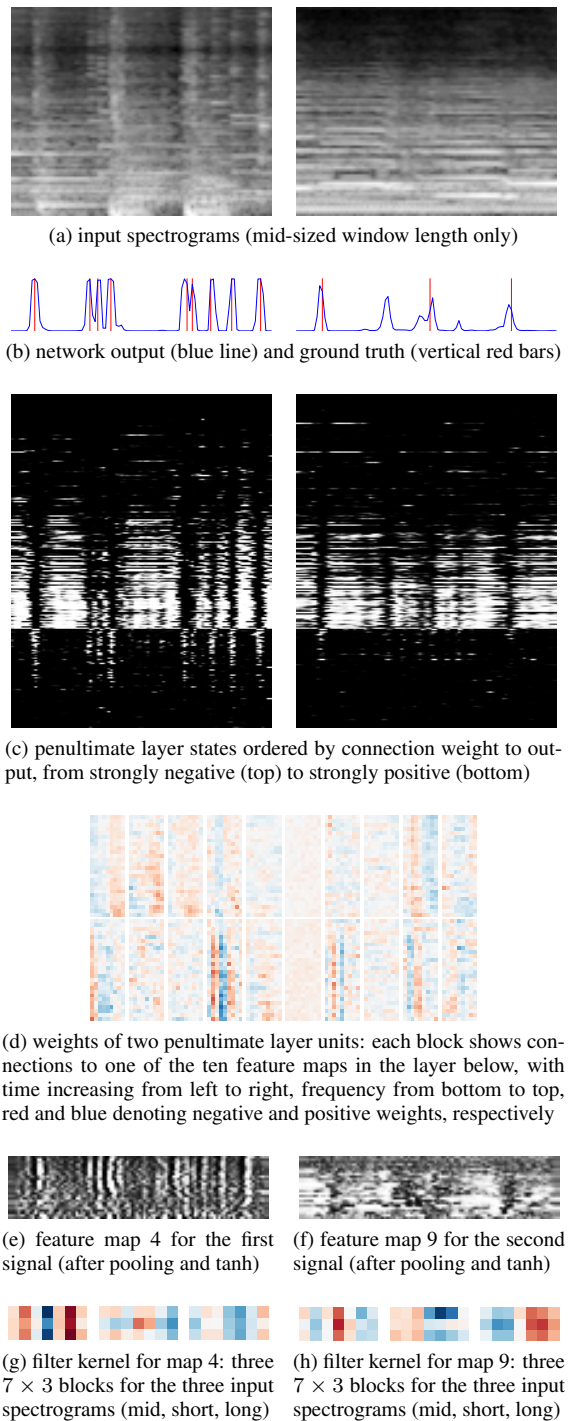 (a) input spectrograms (mid-sized window length only)
(b) network output (blue line) and ground truth (vertical red bars)
(c) penultimate layer states ordered by connection weight to out-
put, from strongly negative (top) to strongly positive (bottom)
(d) weights of two penultimate layer units: each block shows con-
nections to one of the ten feature maps in the layer below, with
time increasing from left to right, frequency from bottom to top,
red and blue denoting negative and positive weights, respectively
(e) feature map 4 for the first
signal (after pooling and tanh)
(f) feature map 9 for the second
signal (after pooling and tanh)
(g) filter kernel for map 4: three
7 × 3 blocks for the three input
spectrograms (mid, short, long)
(h) filter kernel for map 9: three
7 × 3 blocks for the three input
spectrograms (mid, short, long)